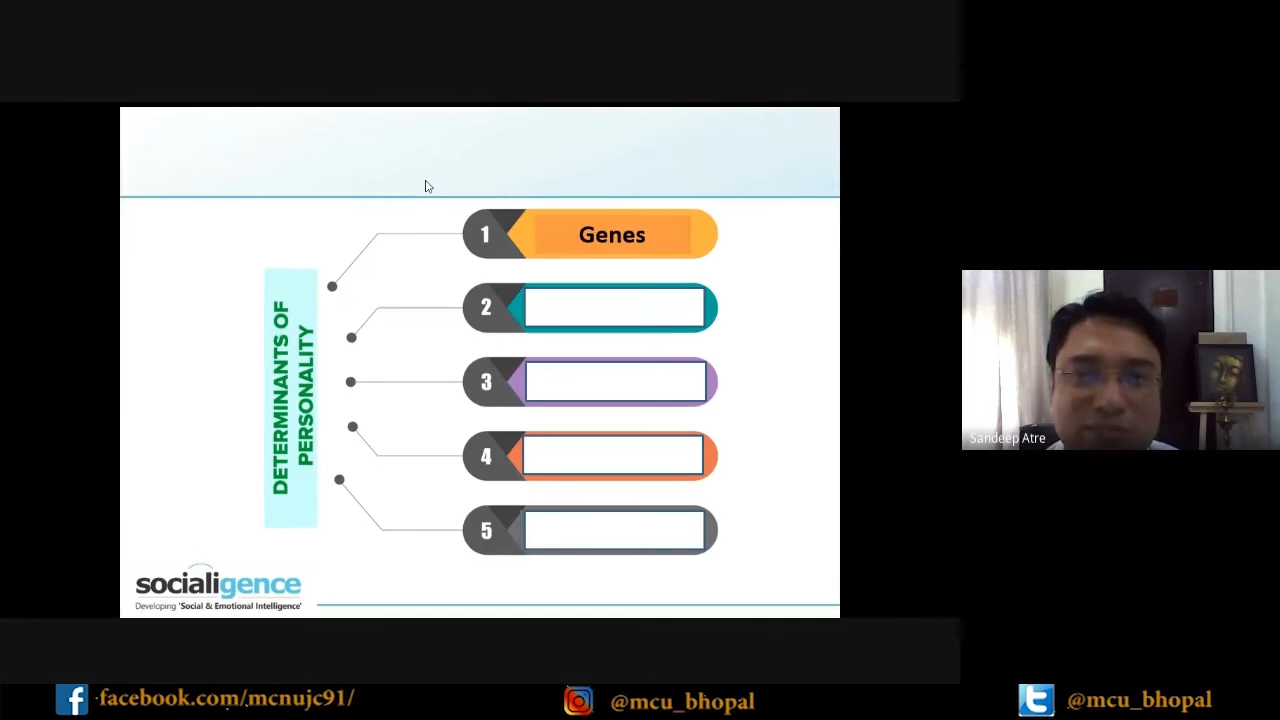 1 Genes
2
3
4
5
DETERMINANTS OF
PERSONALITY
socialigence
Developing 'Social & Emotional Intelligence'
Sandeep Atre
facebook.com/mcnujc91/
@mcu_bhopal
@mcu_bhopal